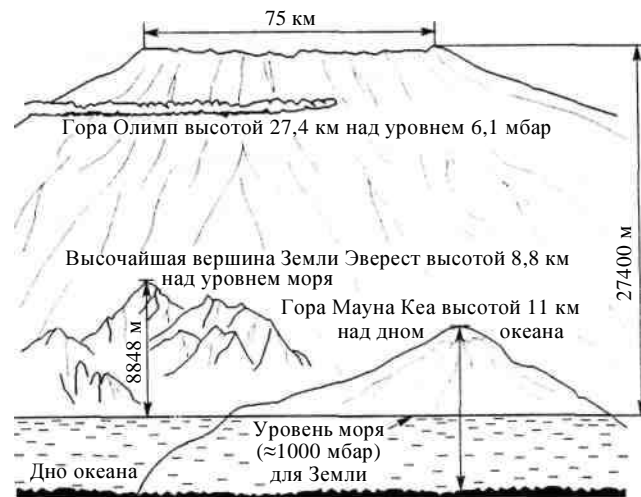 75 км
Гора Олимп высотой 27,4 км над уровнем 6,1 мбар
Высочайшая вершина Земли Эверест высотой 8,8 км
над уровнем моря
Гора Мауна Кеа высотой 11 км
над дном океана
8848 м
27400 м
Уровень моря
(≈1000 мбар)
для Земли
Дно океана